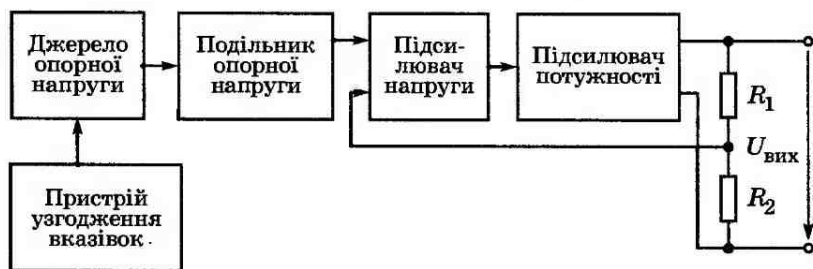 Джерело
опорної
напруги
Подільник
опорної
напруги
Підси-
лювач
напруги
Підсилювач
потужності
R₁
Uвих
R₂
Пристрій
узгодження
вказівок